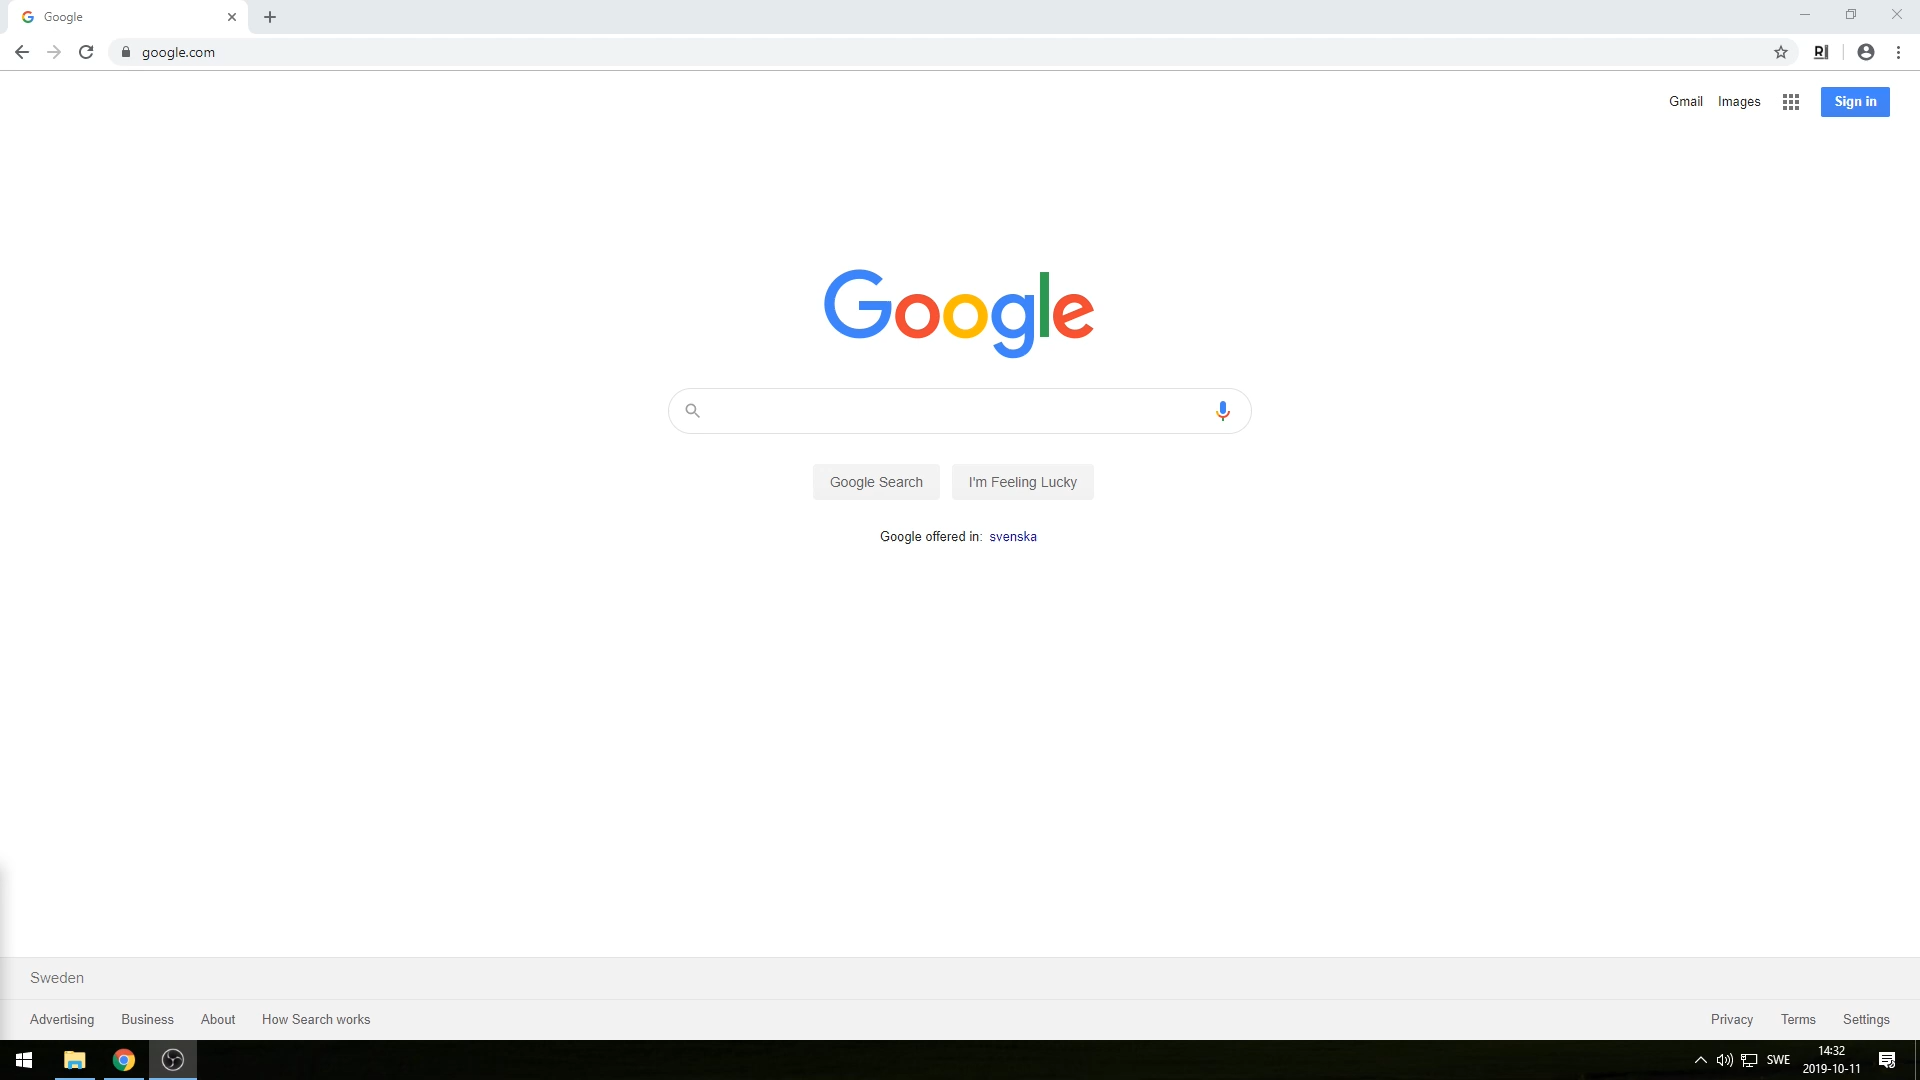 Google
google.com
R|
Gmail Images Sign in
Google
Google Search I'm Feeling Lucky
Google offered in: svenska
Sweden
Advertising Business About How Search works Privacy Terms Settings
SWE 14:32
2019-10-11